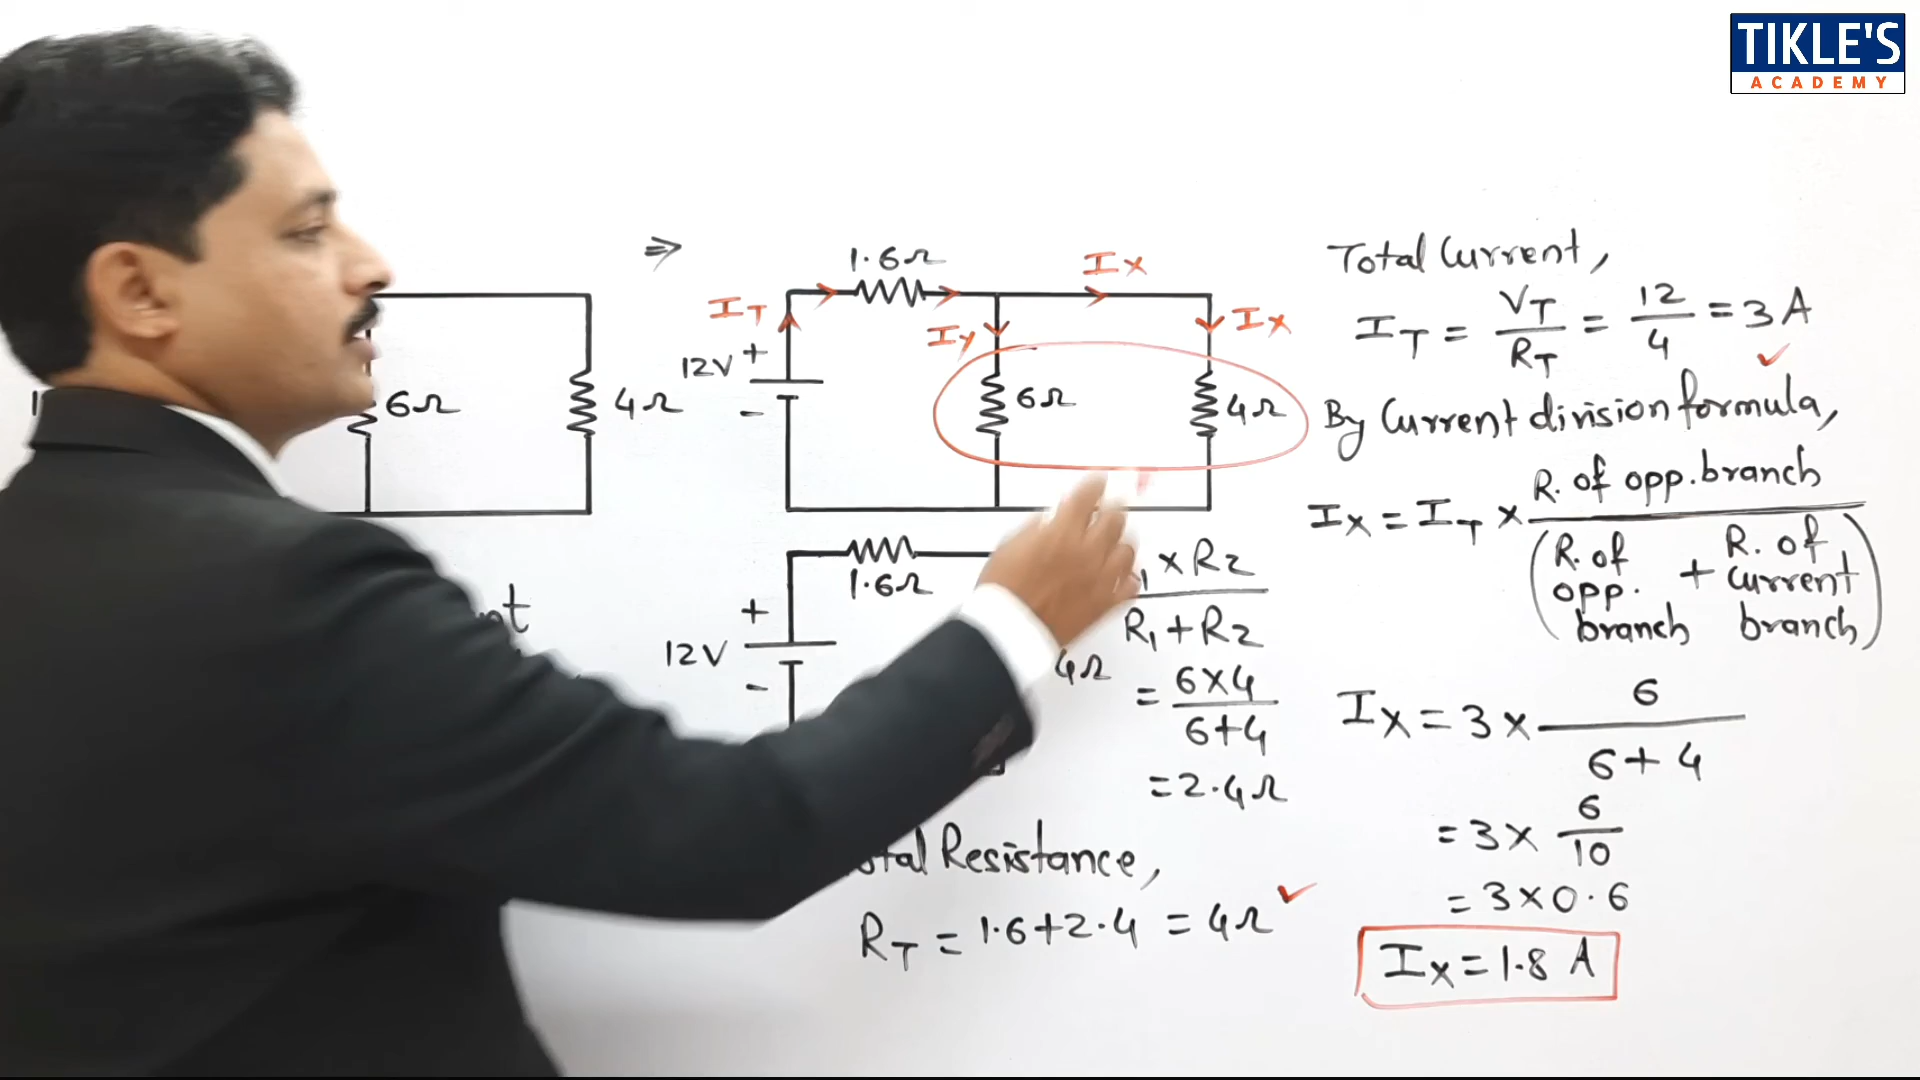 TIKLE'S
ACADEMY
6Ω
4Ω
⇒
1.6Ω
IT
IX
IY
IX
12V
+
-
6Ω
4Ω
1.6Ω
+
12V
-
4Ω
× R2
R1 + R2
= 6×4
6+4
= 2.4Ω
Resistance,
RT = 1.6+2.4 = 4Ω ✓
Total Current,
IT = VT / RT = 12 / 4 = 3 A ✓
By Current division formula,
IX = IT × R. of opp. branch
(R. of opp. branch + R. of current branch)
IX = 3 × 6
6+4
= 3 × 6
10
= 3×0.6
IX = 1.8 A